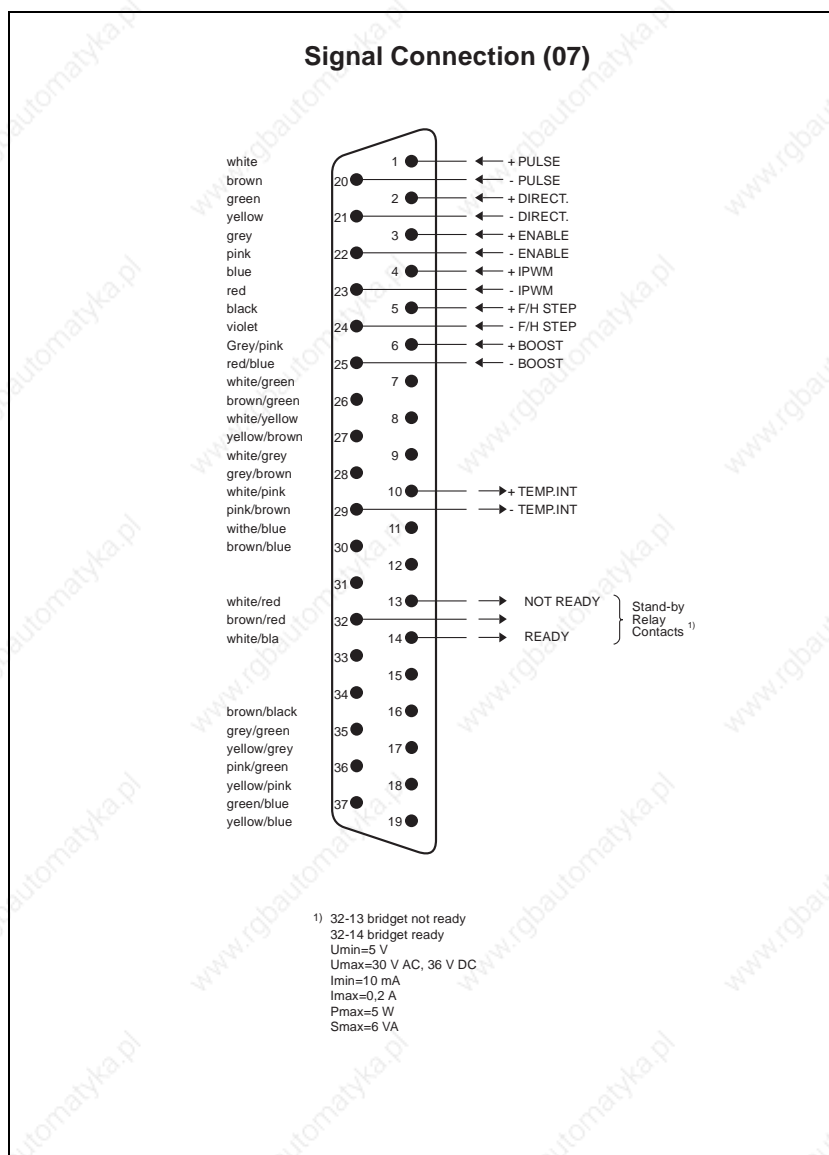 Signal Connection (07)
white 1 + PULSE
brown 20 - PULSE
green 2 + DIRECT.
yellow 21 - DIRECT.
grey 3 + ENABLE
pink 22 - ENABLE
blue 4 + IPWM
red 23 - IPWM
black 5 + F/H STEP
violet 24 - F/H STEP
Grey/pink 6 + BOOST
red/blue 25 - BOOST
white/green 7
brown/green 26
white/yellow 8
yellow/brown 27
white/grey 9
grey/brown 28
white/pink 10 + TEMP.INT
pink/brown 29 - TEMP.INT
withe/blue 11
brown/blue 30
12
31
white/red 13 NOT READY
brown/red 32
white/bla 14 READY
Stand-by
Relay
Contacts 1)
33
15
34
brown/black 16
grey/green 35
yellow/grey 17
pink/green 36
yellow/pink 18
green/blue 37
yellow/blue 19
1) 32-13 bridget not ready
32-14 bridget ready
Umin=5 V
Umax=30 V AC, 36 V DC
Imin=10 mA
Imax=0,2 A
Pmax=5 W
Smax=6 VA
www.rgbautomatyka.pl